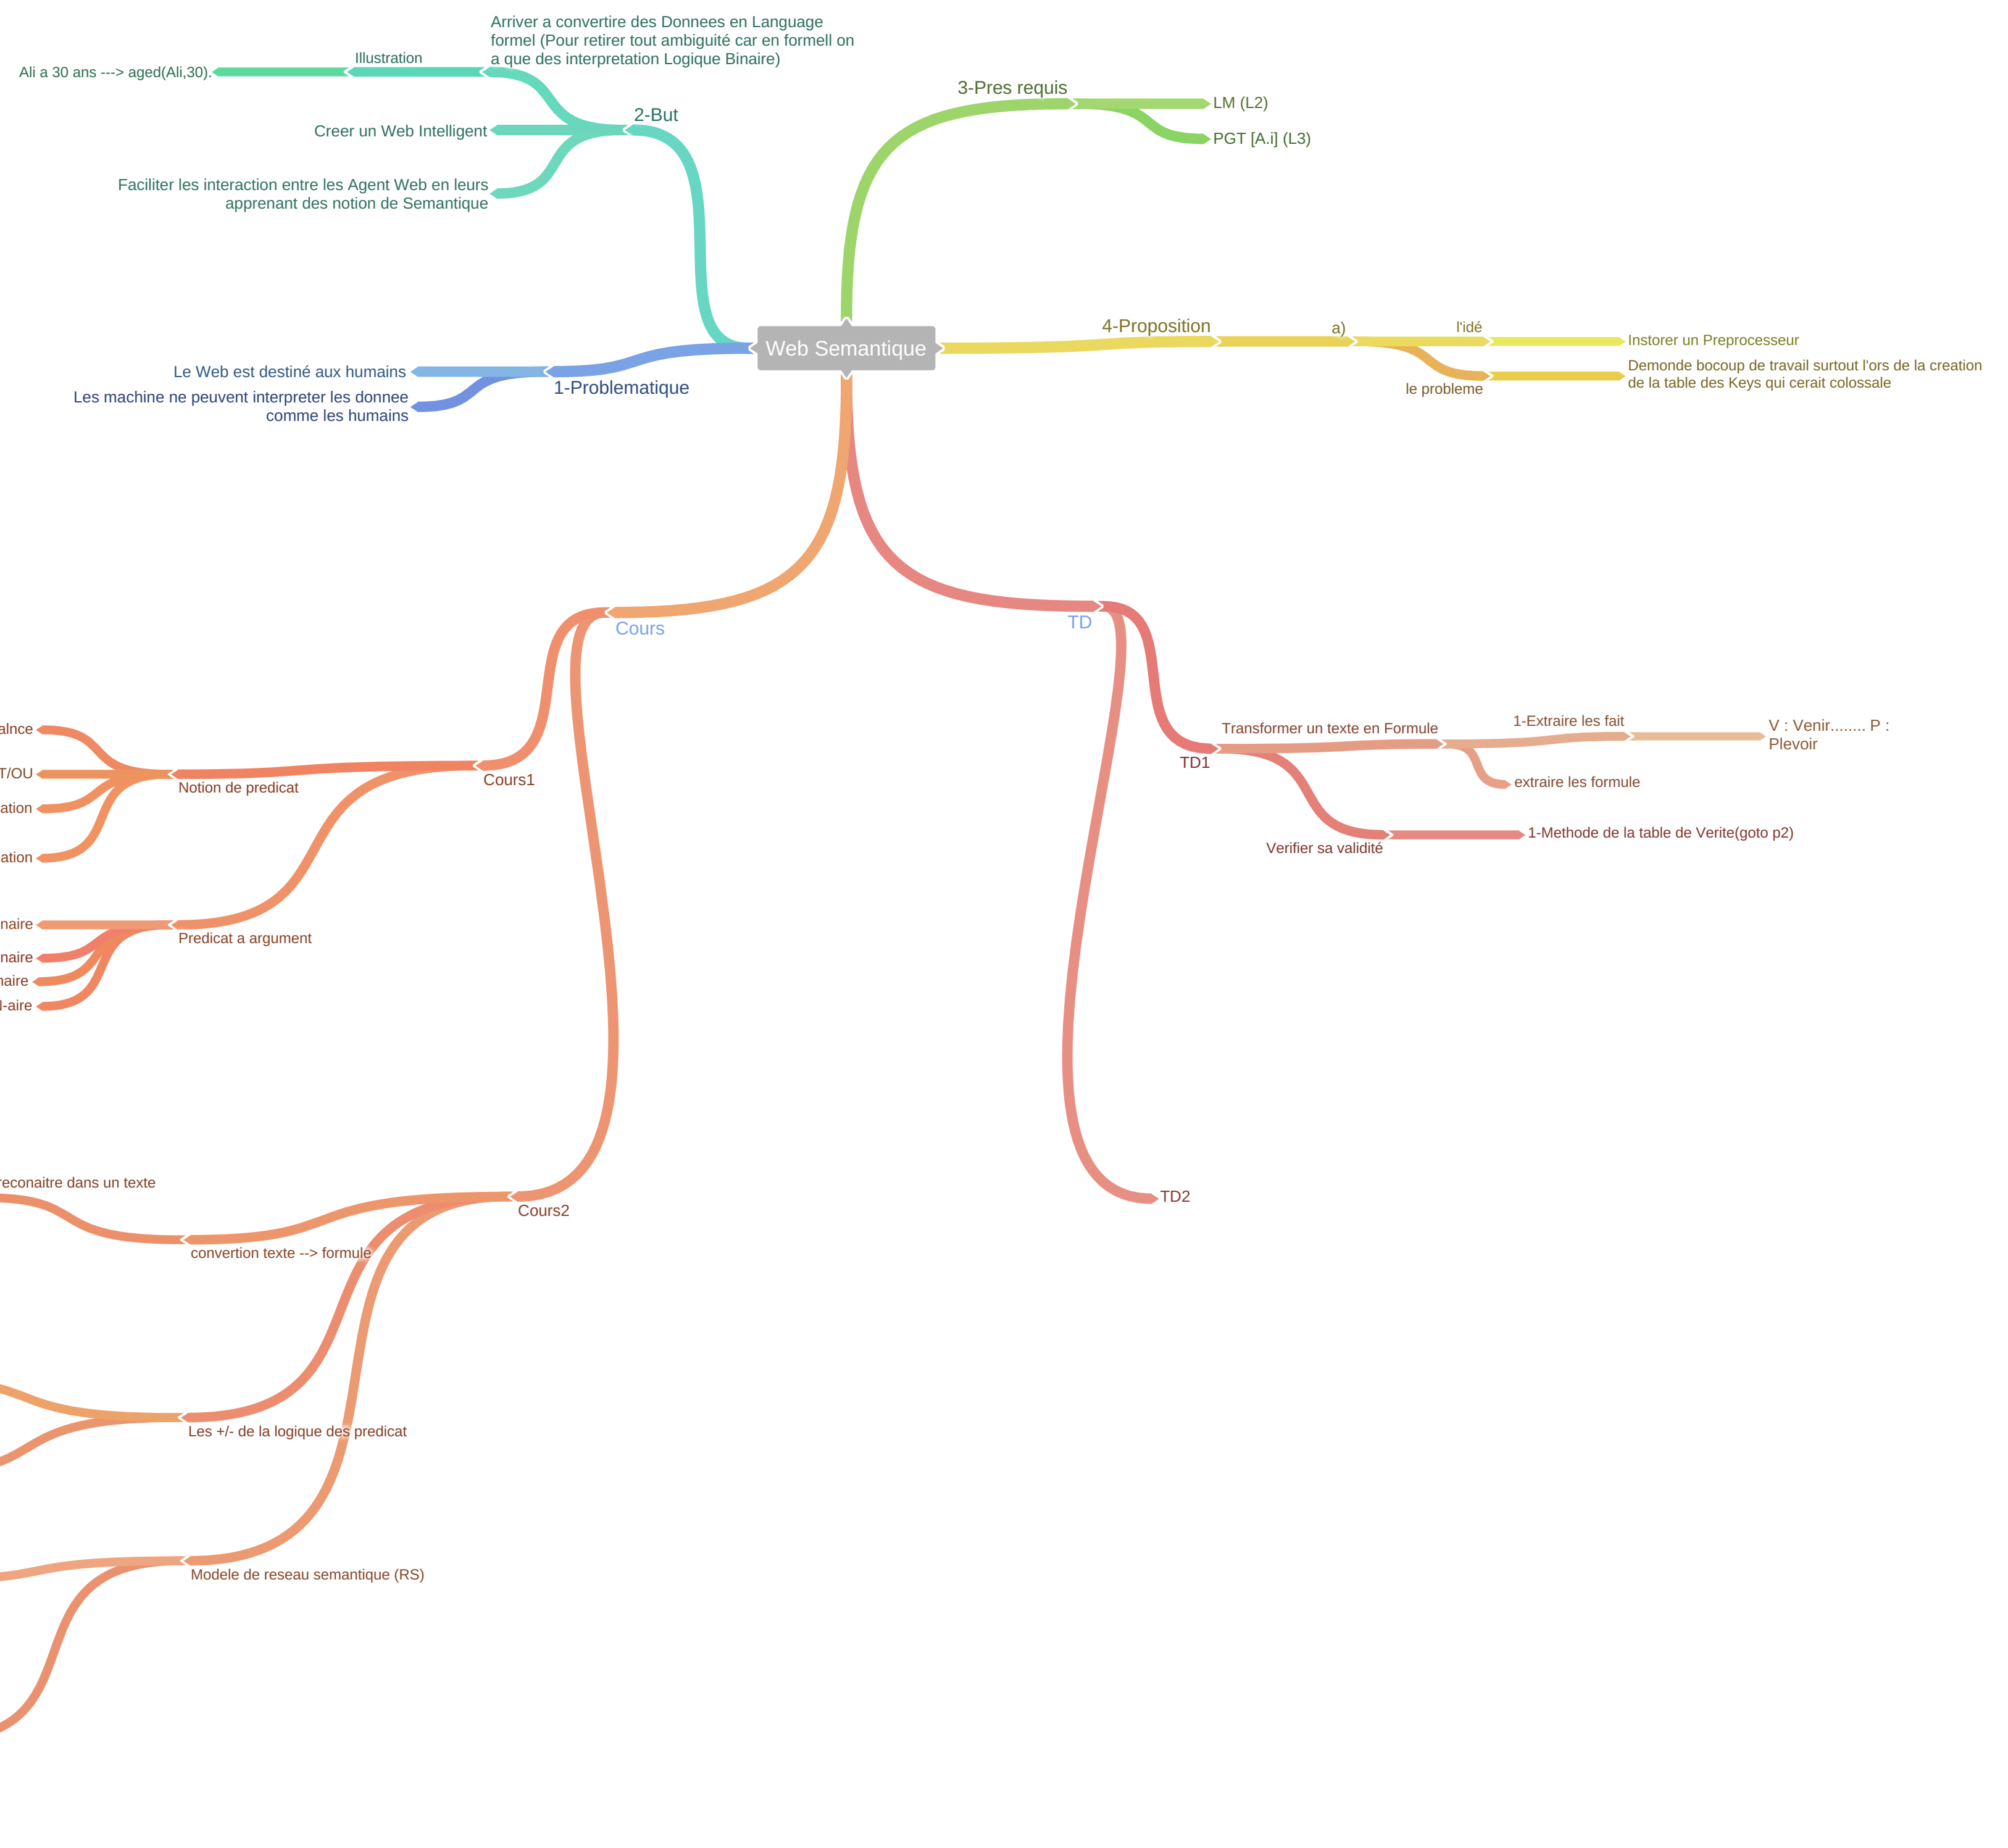 Arriver a convertire des Donnees en Language
formel (Pour retirer tout ambiguité car en formell on
a que des interpretation Logique Binaire)
Illustration
Ali a 30 ans ---> aged(Ali,30).
2-But
Creer un Web Intelligent
Faciliter les interaction entre les Agent Web en leurs
apprenant des notion de Semantique
3-Pres requis
LM (L2)
PGT [A.i] (L3)
Web Semantique
4-Proposition
a)
l'idé
Instorer un Preprocesseur
le probleme
Demonde bocoup de travail surtout l'ors de la creation
de la table des Keys qui cerait colossale
Le Web est destiné aux humains
1-Problematique
Les machine ne peuvent interpreter les donnee
comme les humains
Cours
TD
alnce
T/OU
ation
ation
Notion de predicat
Cours1
naire
naire
naire
-aire
Predicat a argument
TD1
Transformer un texte en Formule
1-Extraire les fait
V : Venir........ P :
Plevoir
extraire les formule
Verifier sa validité
1-Methode de la table de Verite(goto p2)
TD2
reconaitre dans un texte
Cours2
convertion texte --> formule
Les +/- de la logique des predicat
Modele de reseau semantique (RS)